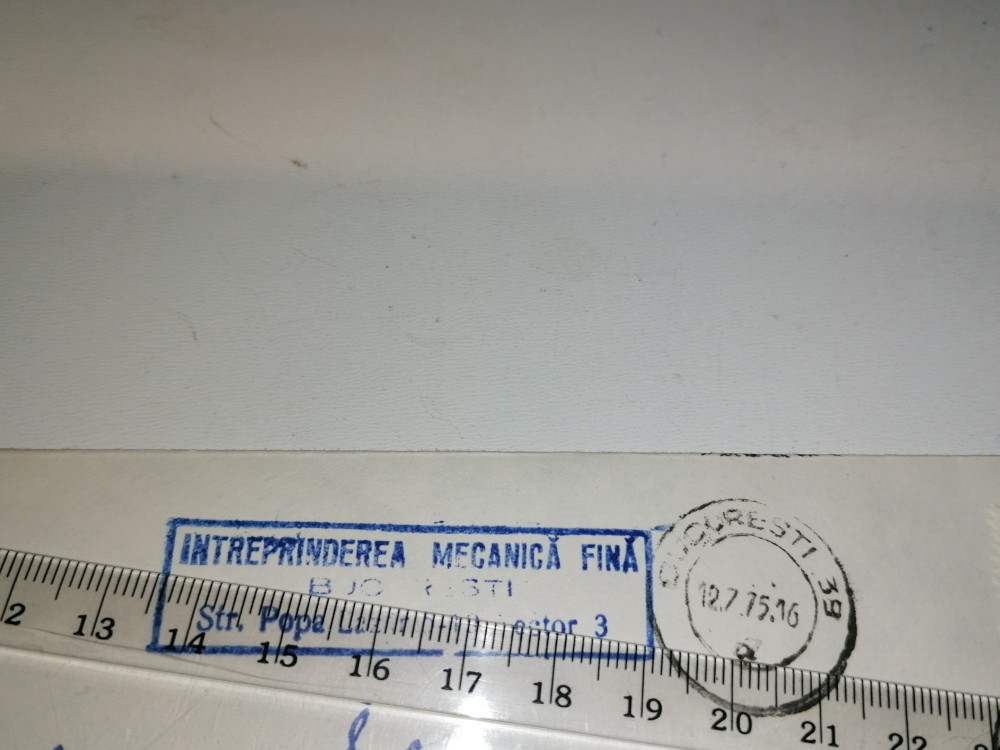 INTREPRINDEREA MECANICĂ FINĂ
Str. Popa 3
BUCURESTI 39
12.7.75.16
a
12 13 14 15 16 17 18 19 20 21 22